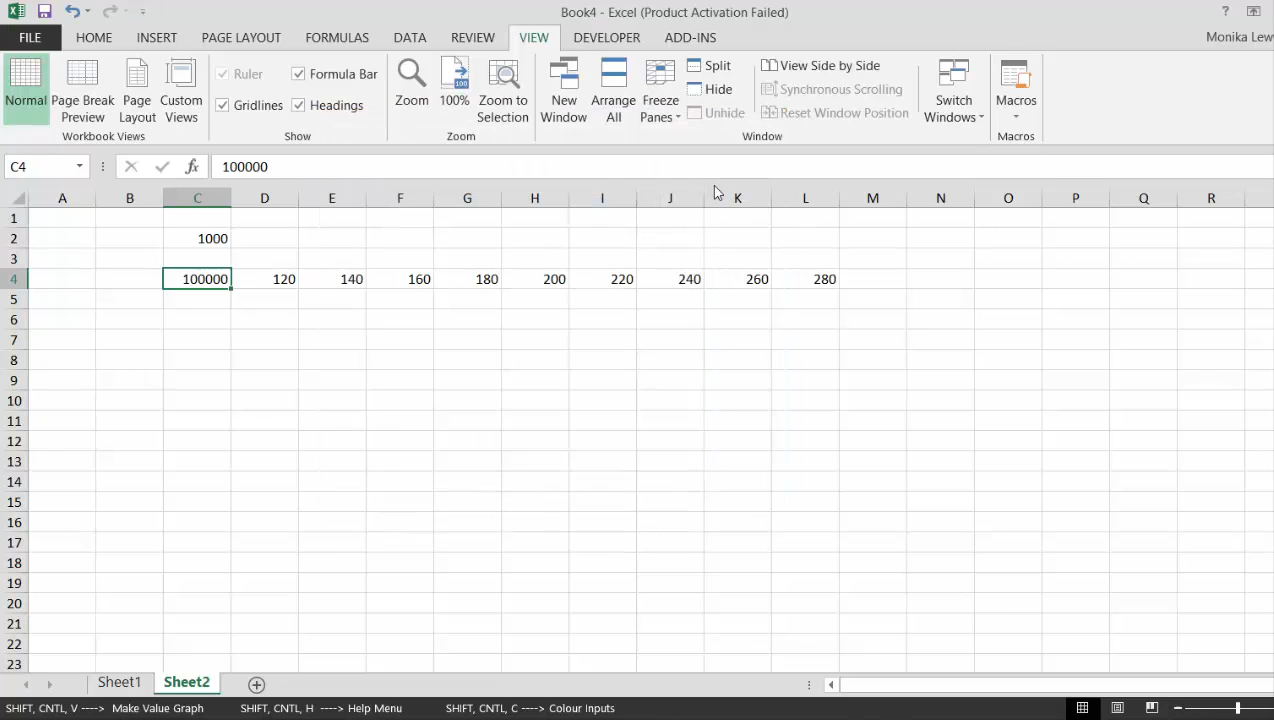 Book4 - Excel (Product Activation Failed)
?
FILE HOME INSERT PAGE LAYOUT FORMULAS DATA REVIEW VIEW DEVELOPER ADD-INS Monika Lew
Normal
Page Break Preview
Page Layout
Custom Views
Workbook Views
Ruler Formula Bar
Gridlines Headings
Show
Zoom
100%
Zoom to Selection
Zoom
New Window
Arrange All
Freeze Panes
Split
Hide
Unhide
View Side by Side
Synchronous Scrolling
Reset Window Position
Window
Switch Windows
Macros
Macros
C4 fx 100000
A B C D E F G H I J K L M N O P Q R
1
2 1000
3
4 100000 120 140 160 180 200 220 240 260 280
5
6
7
8
9
10
11
12
13
14
15
16
17
18
19
20
21
22
23
Sheet1 Sheet2
SHIFT, CNTL, V ----> Make Value Graph SHIFT, CNTL, H ----> Help Menu SHIFT, CNTL, C ----> Colour Inputs